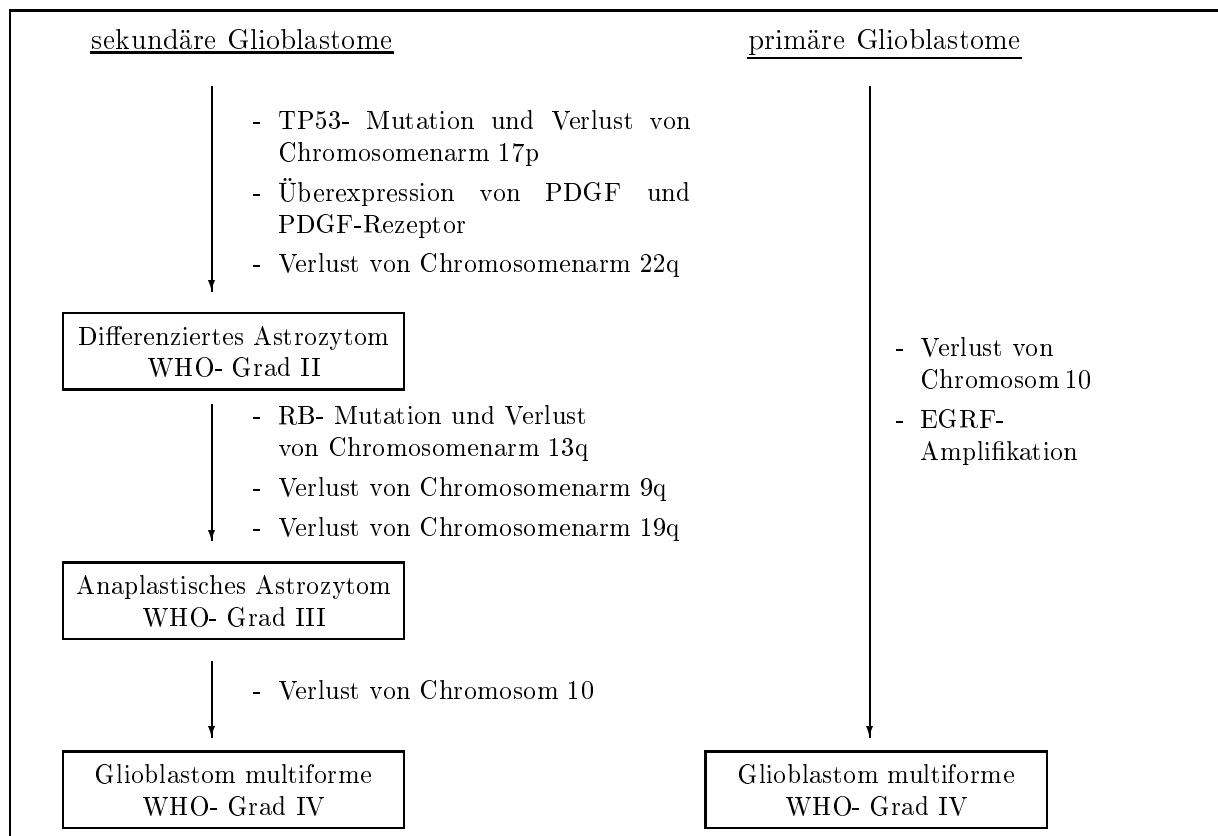 sekundäre Glioblastome
- TP53- Mutation und Verlust von
Chromosomenarm 17p
- Überexpression von PDGF und
PDGF-Rezeptor
- Verlust von Chromosomenarm 22q
Differenziertes Astrozytom
WHO- Grad II
- RB- Mutation und Verlust
von Chromosomenarm 13q
- Verlust von Chromosomenarm 9q
- Verlust von Chromosomenarm 19q
Anaplastisches Astrozytom
WHO- Grad III
- Verlust von Chromosom 10
Glioblastom multiforme
WHO- Grad IV
primäre Glioblastome
- Verlust von
Chromosom 10
- EGRF-
Amplifikation
Glioblastom multiforme
WHO- Grad IV